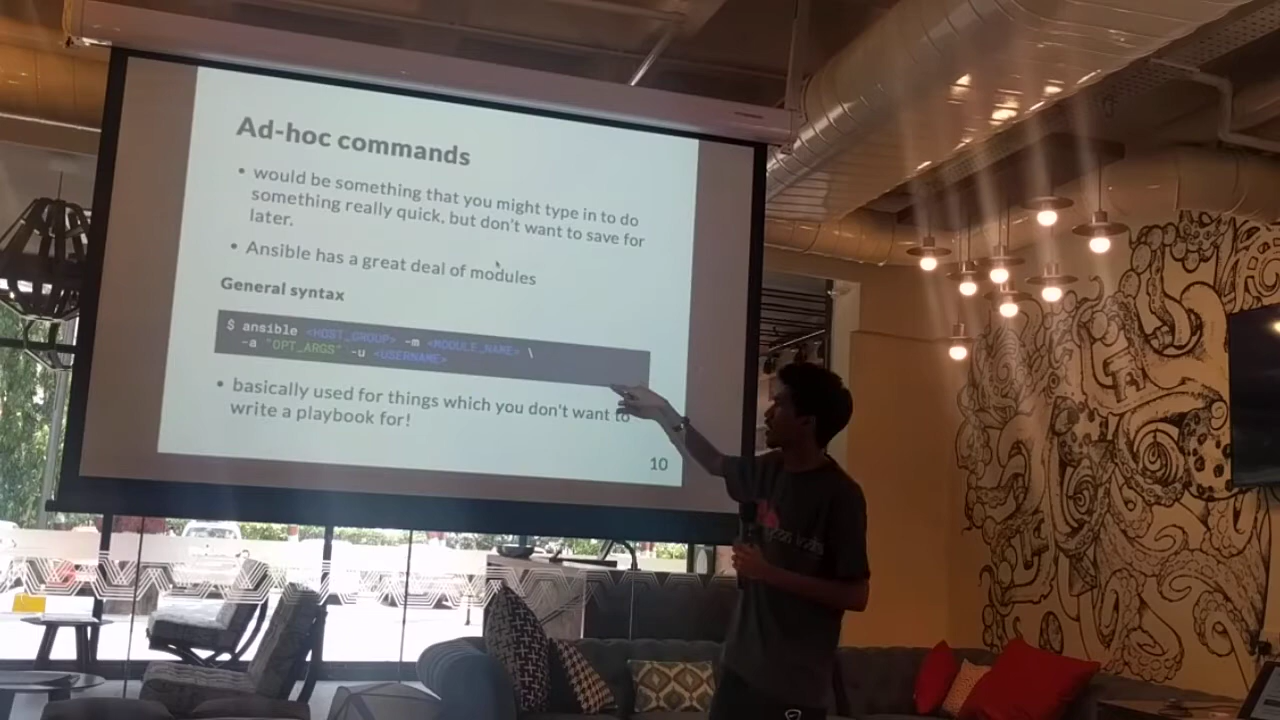 Ad-hoc commands
• would be something that you might type in to do
something really quick, but don't want to save for
later.
• Ansible has a great deal of modules
General syntax
$ ansible <HOST_GROUP> -m <MODULE_NAME> \
-a "OPT_ARGS" -u <USERNAME>
• basically used for things which you don't want to
write a playbook for!
10